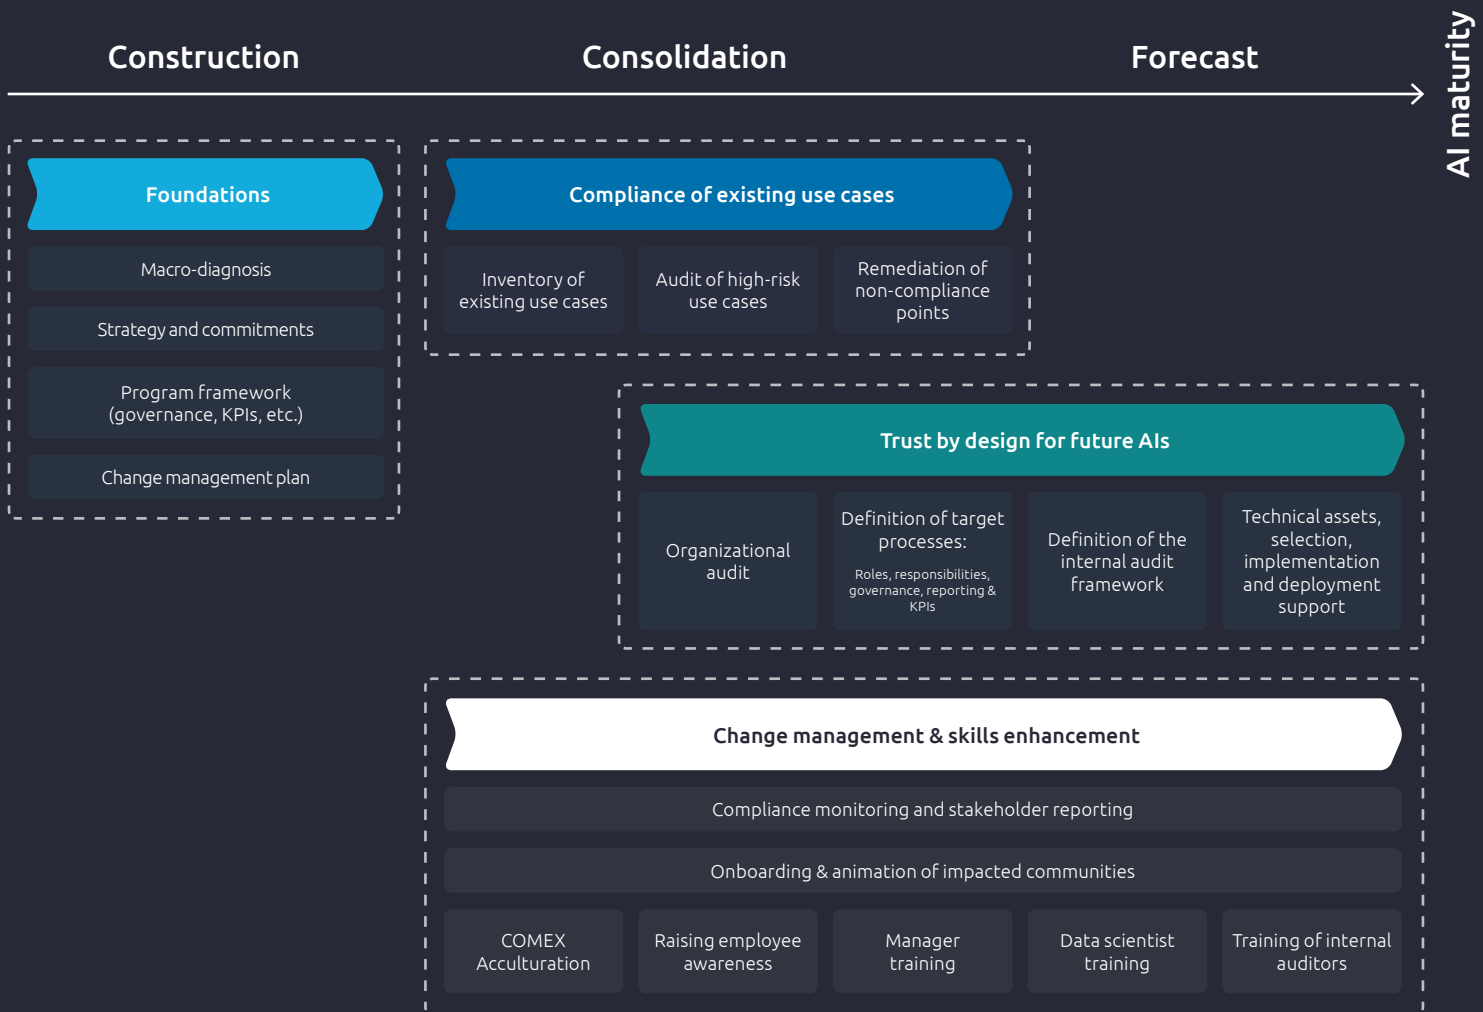 Construction
Consolidation
Forecast
AI maturity
Foundations
Macro-diagnosis
Strategy and commitments
Program framework
(governance, KPIs, etc.)
Change management plan
Compliance of existing use cases
Inventory of
existing use cases
Audit of high-risk
use cases
Remediation of
non-compliance
points
Trust by design for future AIs
Organizational
audit
Definition of target
processes:
Roles, responsibilities,
governance, reporting &
KPIs
Definition of the
internal audit
framework
Technical assets,
selection,
implementation
and deployment
support
Change management & skills enhancement
Compliance monitoring and stakeholder reporting
Onboarding & animation of impacted communities
COMEX
Acculturation
Raising employee
awareness
Manager
training
Data scientist
training
Training of internal
auditors